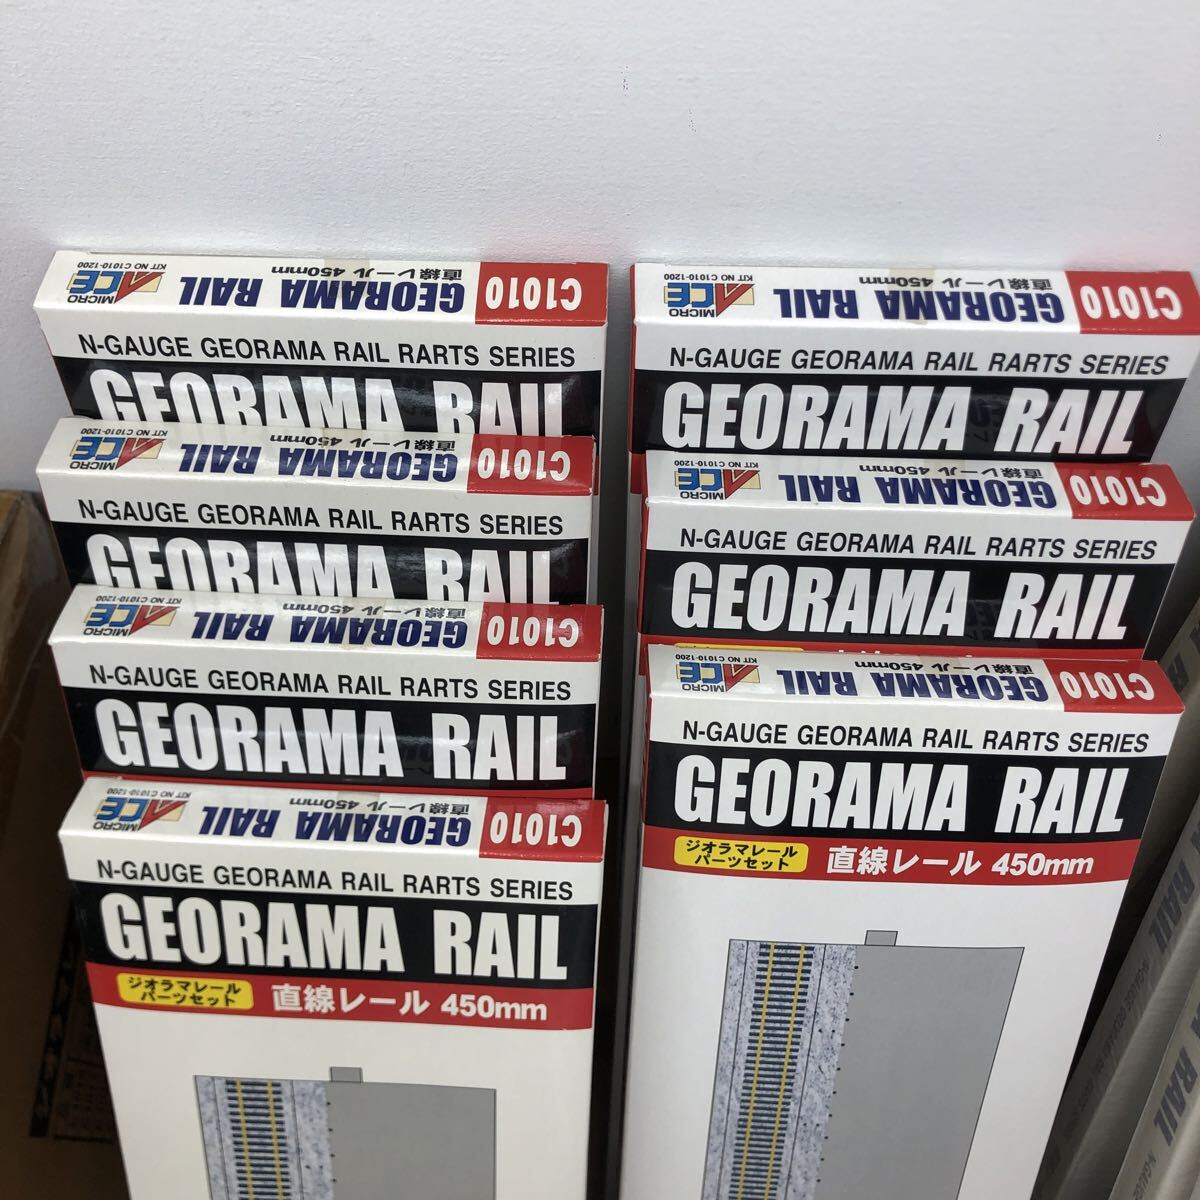 MICRO ACE
KIT NO C1010-1200
GEORAMA RAIL
直線レール 450mm
C1010
N-GAUGE GEORAMA RAIL RARTS SERIES
GEORAMA RAIL
MICRO ACE
KIT NO C1010-1200
GEORAMA RAIL
直線レール 450mm
C1010
N-GAUGE GEORAMA RAIL RARTS SERIES
GEORAMA RAIL
MICRO ACE
KIT NO C1010-1200
GEORAMA RAIL
直線レール 450mm
C1010
N-GAUGE GEORAMA RAIL RARTS SERIES
GEORAMA RAIL
MICRO ACE
KIT NO C1010-1200
GEORAMA RAIL
直線レール 450mm
C1010
N-GAUGE GEORAMA RAIL RARTS SERIES
GEORAMA RAIL
ジオラマレール
パーツセット
直線レール 450mm
MICRO ACE
KIT NO C1010-1200
GEORAMA RAIL
直線レール 450mm
C1010
N-GAUGE GEORAMA RAIL RARTS SERIES
GEORAMA RAIL
MICRO ACE
KIT NO C1010-1200
GEORAMA RAIL
直線レール 450mm
C1010
N-GAUGE GEORAMA RAIL RARTS SERIES
GEORAMA RAIL
MICRO ACE
KIT NO C1010-1200
GEORAMA RAIL
直線レール 450mm
C1010
N-GAUGE GEORAMA RAIL RARTS SERIES
GEORAMA RAIL
ジオラマレール
パーツセット
直線レール 450mm
RAIL
RAIL